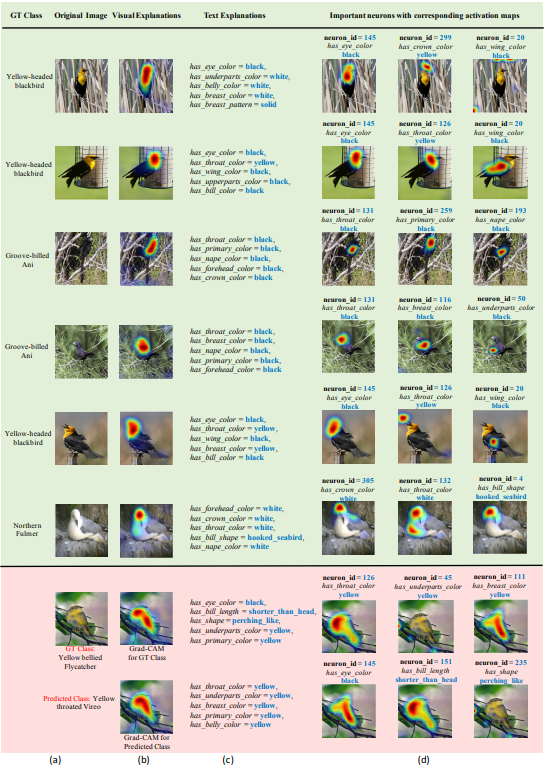 GT Class Original Image Visual Explanations Text Explanations Important neurons with corresponding activation maps
Yellow-headed
blackbird
has_eye_color = black,
has_underparts_color = white,
has_belly_color = white,
has_breast_color = white,
has_breast_pattern = solid
neuron_id = 145
has_eye_color
black
neuron_id = 299
has_crown_color
yellow
neuron_id = 20
has_wing_color
black
Yellow-headed
blackbird
has_eye_color = black,
has_throat_color = yellow,
has_wing_color = black,
has_upperparts_color = black,
has_bill_color = black
neuron_id = 145
has_eye_color
black
neuron_id = 126
has_throat_color
yellow
neuron_id = 20
has_wing_color
black
Groove-billed
Ani
has_throat_color = black,
has_primary_color = black,
has_nape_color = black,
has_forehead_color = black,
has_crown_color = black
neuron_id = 131
has_throat_color
black
neuron_id = 259
has_primary_color
black
neuron_id = 193
has_nape_color
black
Groove-billed
Ani
has_throat_color = black,
has_breast_color = black,
has_nape_color = black,
has_primary_color = black,
has_forehead_color = black
neuron_id = 131
has_throat_color
black
neuron_id = 116
has_breast_color
black
neuron_id = 50
has_underparts_color
black
Yellow-headed
blackbird
has_eye_color = black,
has_throat_color = yellow,
has_wing_color = black,
has_breast_color = yellow,
has_bill_color = black
neuron_id = 145
has_eye_color
black
neuron_id = 126
has_throat_color
yellow
neuron_id = 20
has_wing_color
black
Northern
Fulmer
has_forehead_color = white,
has_crown_color = white,
has_throat_color = white,
has_bill_shape = hooked_seabird,
has_nape_color = white
neuron_id = 305
has_crown_color
white
neuron_id = 132
has_throat_color
white
neuron_id = 4
has_bill_shape
hooked_seabird
GT Class:
Yellow bellied
Flycatcher
Grad-CAM
for GT Class
has_eye_color = black,
has_bill_length = shorter_than_head,
has_shape = perching_like,
has_underparts_color = yellow,
has_primary_color = yellow
neuron_id = 126
has_throat_color
yellow
neuron_id = 45
has_underparts_color
yellow
neuron_id = 111
has_breast_color
yellow
Predicted Class: Yellow
throated Vireo
Grad-CAM for
Predicted Class
has_throat_color = yellow,
has_underparts_color = yellow,
has_breast_color = yellow,
has_primary_color = yellow,
has_belly_color = yellow
neuron_id = 145
has_eye_color
black
neuron_id = 151
has_bill_length
shorter_than_head
neuron_id = 235
has_shape
perching_like
(a) (b) (c) (d)